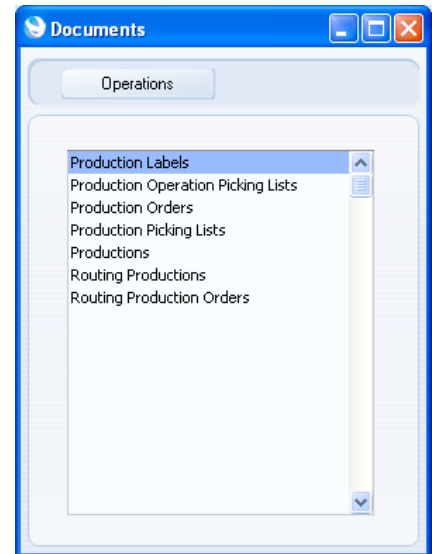 Documents
Operations
Production Labels
Production Operation Picking Lists
Production Orders
Production Picking Lists
Productions
Routing Productions
Routing Production Orders